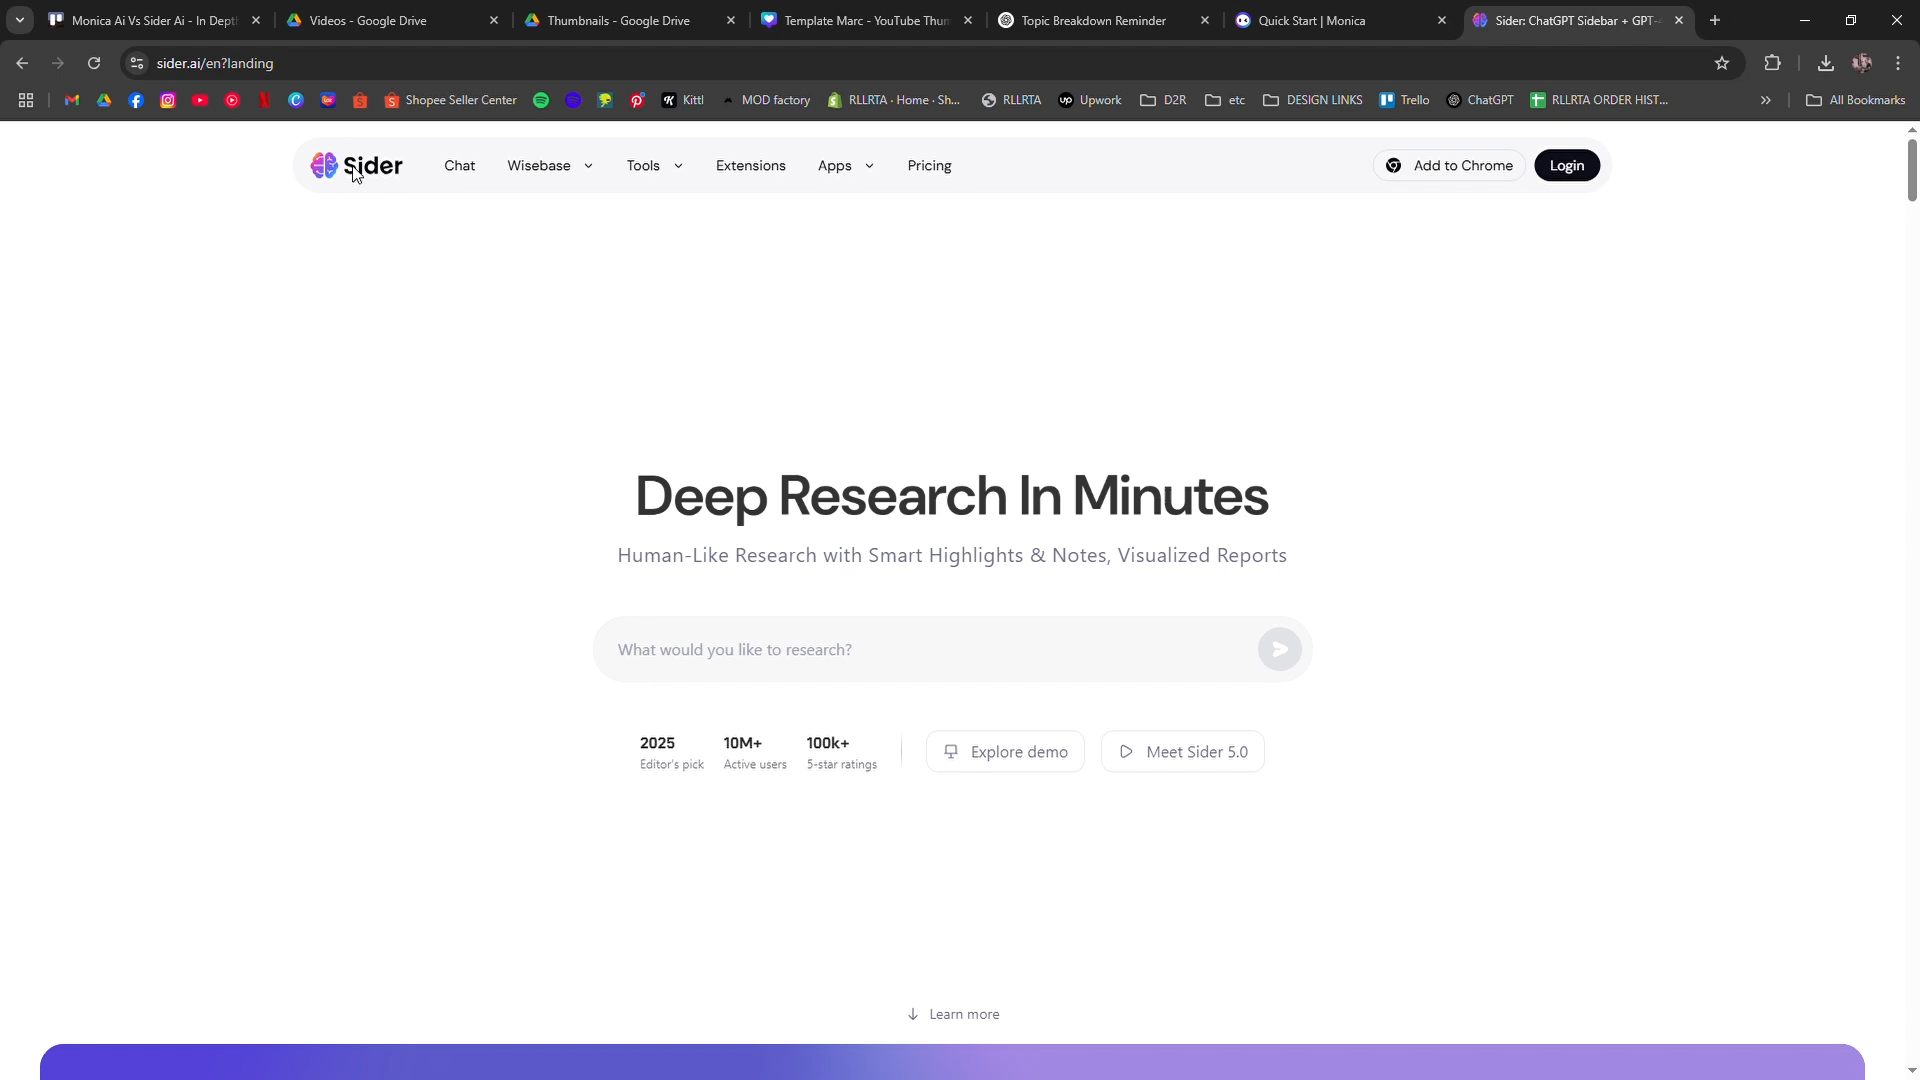 Monica Ai Vs Sider Ai - In Dept
Videos - Google Drive
Thumbnails - Google Drive
Template Marc - YouTube Thum
Topic Breakdown Reminder
Quick Start | Monica
Sider: ChatGPT Sidebar + GPT-
sider.ai/en?landing
Shopee Seller Center
Kittl
MOD factory
RLLRTA · Home · Sh...
RLLRTA
Upwork
D2R
etc
DESIGN LINKS
Trello
ChatGPT
RLLRTA ORDER HIST...
All Bookmarks
Sider
Chat
Wisebase
Tools
Extensions
Apps
Pricing
Add to Chrome
Login
Deep Research In Minutes
Human-Like Research with Smart Highlights & Notes, Visualized Reports
What would you like to research?
2025
Editor's pick
10M+
Active users
100k+
5-star ratings
Explore demo
Meet Sider 5.0
Learn more